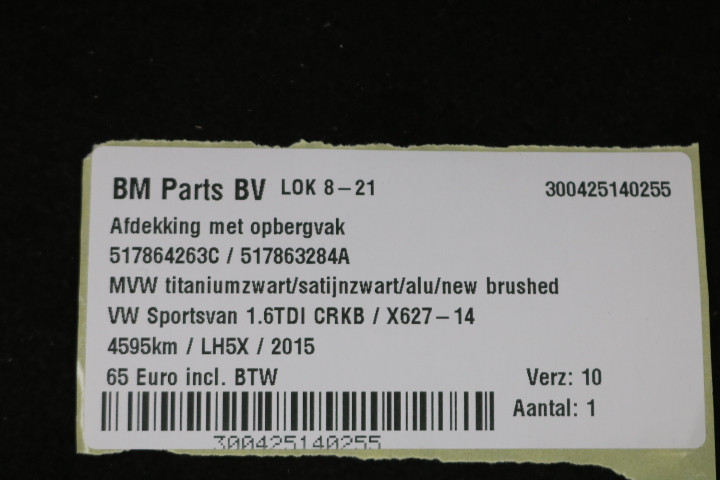 BM Parts BV LOK 8-21 300425140255
Afdekking met opbergvak
517864263C / 517863284A
MVW titaniumzwart/satijnzwart/alu/new brushed
VW Sportsvan 1.6TDI CRKB / X627-14
4595km / LH5X / 2015
65 Euro incl. BTW Verz: 10
Aantal: 1
300425140255